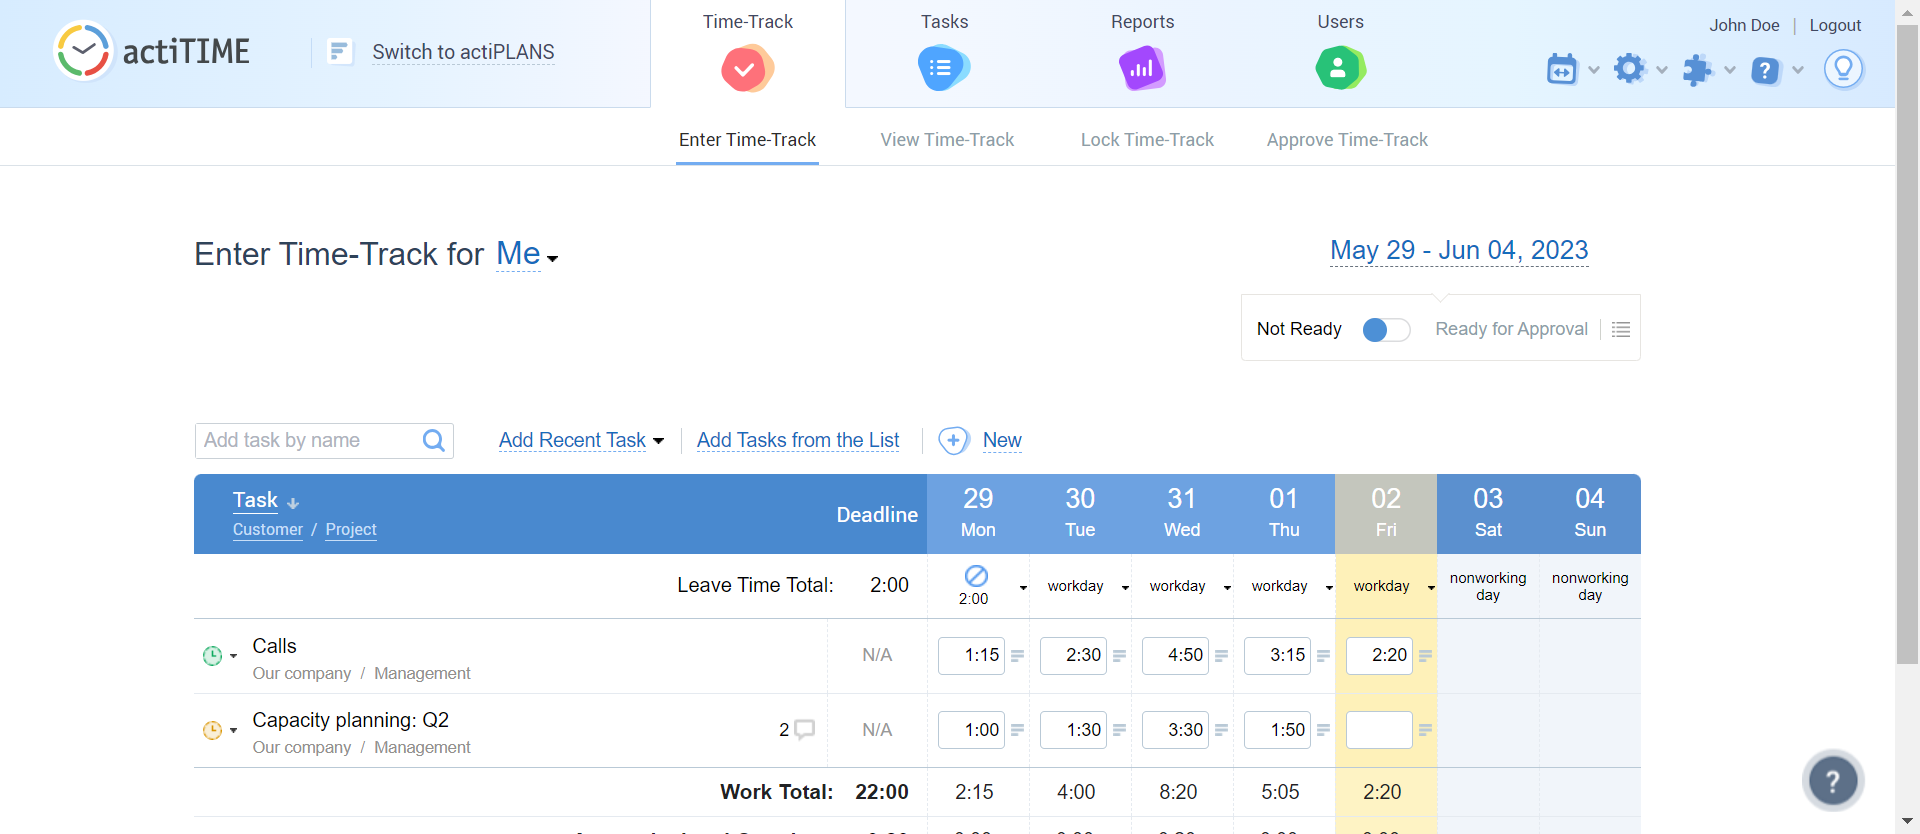 actiTIME
Switch to actiPLANS
Time-Track
Tasks
Reports
Users
John Doe | Logout
Enter Time-Track
View Time-Track
Lock Time-Track
Approve Time-Track
Enter Time-Track for Me
May 29 - Jun 04, 2023
Not Ready
Ready for Approval
Add task by name
Add Recent Task
Add Tasks from the List
New
Task
Customer / Project
Deadline
29 Mon
30 Tue
31 Wed
01 Thu
02 Fri
03 Sat
04 Sun
Leave Time Total: 2:00
2:00
workday
workday
workday
workday
nonworking day
nonworking day
Calls
Our company / Management
N/A 1:15 2:30 4:50 3:15 2:20
Capacity planning: Q2
Our company / Management
2 N/A 1:00 1:30 3:30 1:50
Work Total: 22:00 2:15 4:00 8:20 5:05 2:20
?